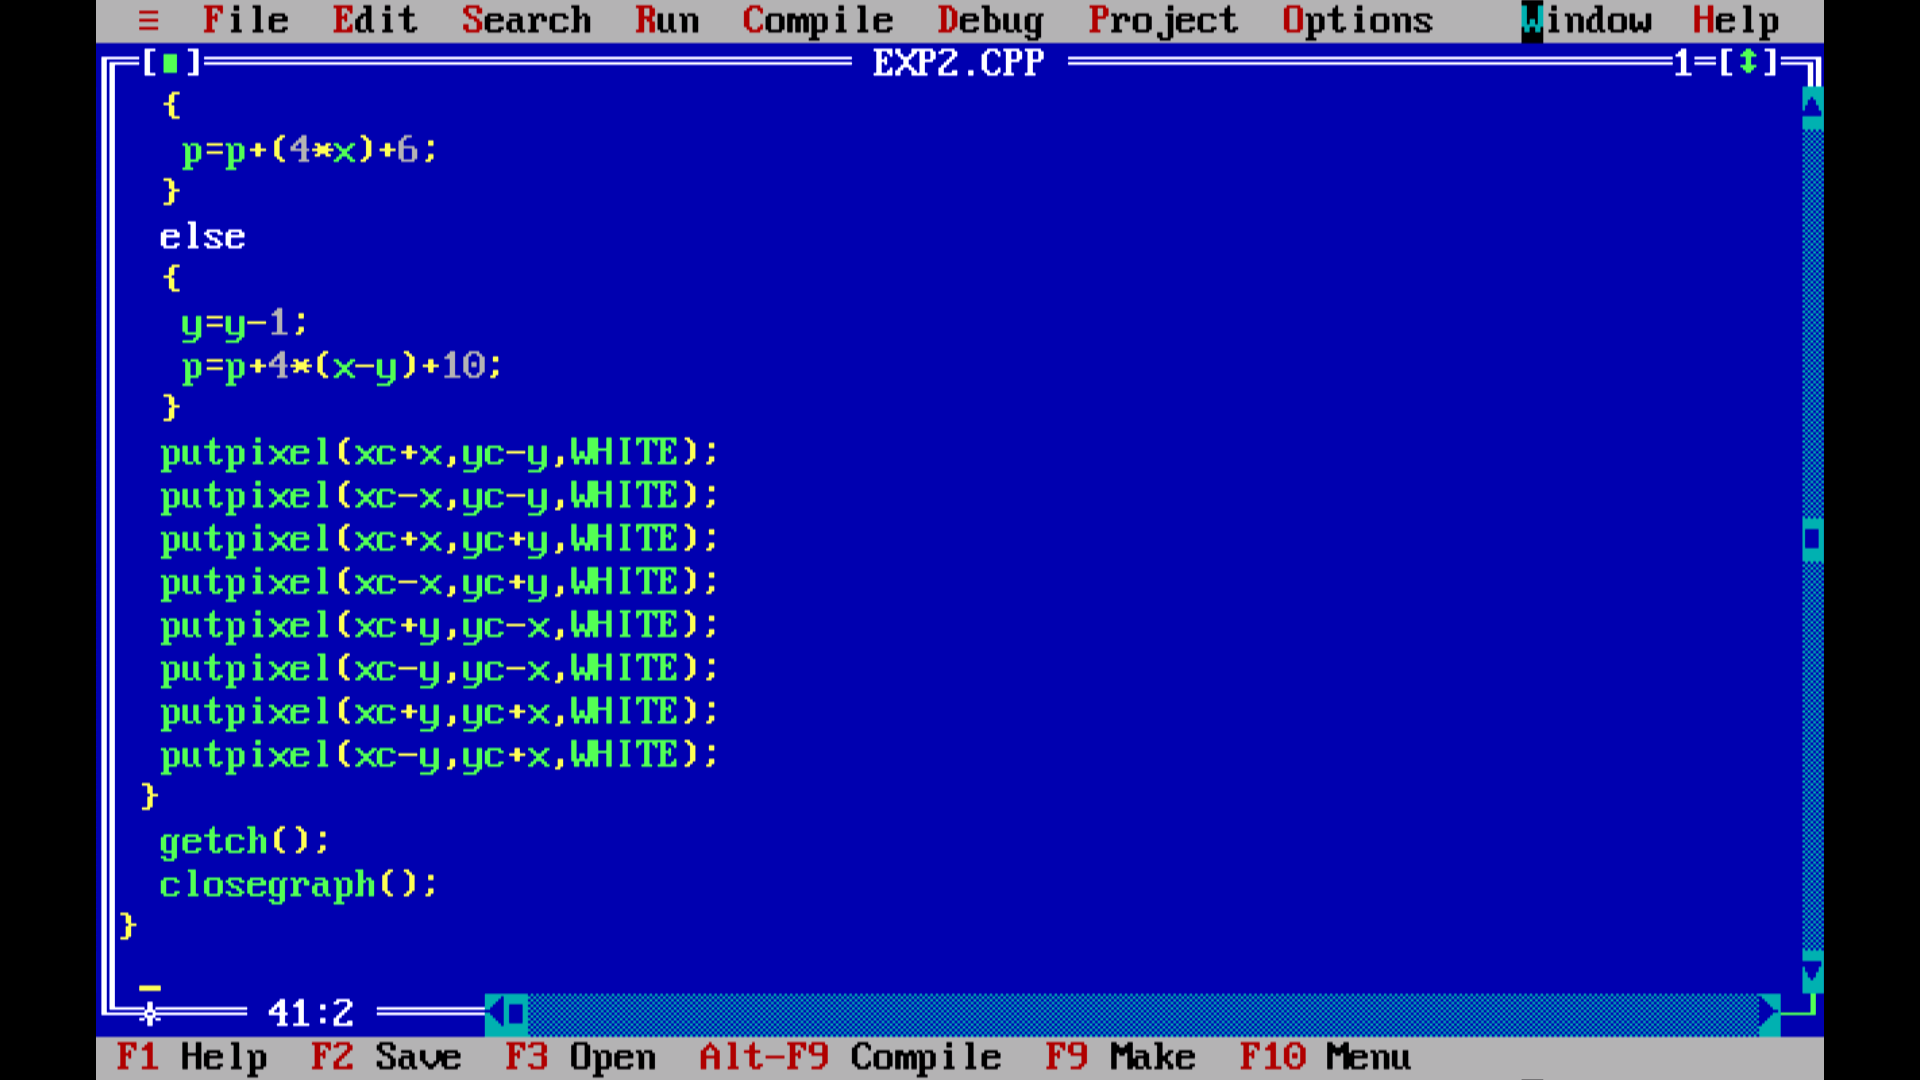 ≡ File Edit Search Run Compile Debug Project Options Window Help
[■] EXP2.CPP 1=[↕]
{
p=p+(4*x)+6;
}
else
{
y=y-1;
p=p+4*(x-y)+10;
}
putpixel(xc+x,yc-y,WHITE);
putpixel(xc-x,yc-y,WHITE);
putpixel(xc+x,yc+y,WHITE);
putpixel(xc-x,yc+y,WHITE);
putpixel(xc+y,yc-x,WHITE);
putpixel(xc-y,yc-x,WHITE);
putpixel(xc+y,yc+x,WHITE);
putpixel(xc-y,yc+x,WHITE);
}
getch();
closegraph();
}
41:2
F1 Help F2 Save F3 Open Alt-F9 Compile F9 Make F10 Menu